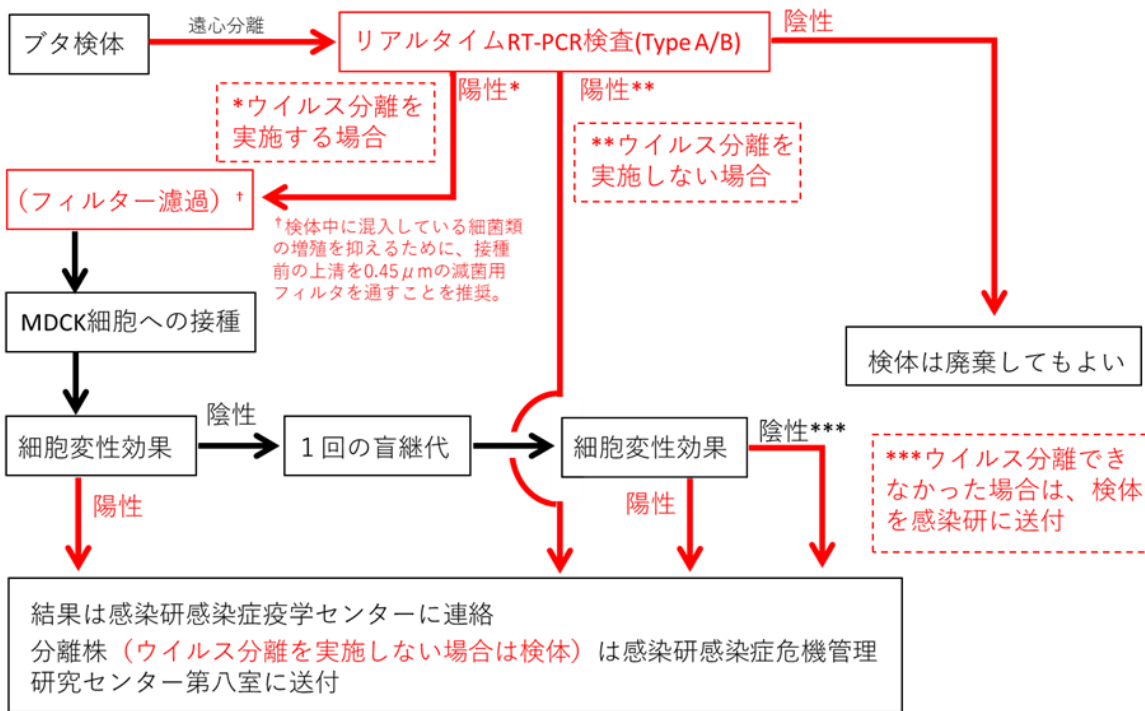 ブタ検体
遠心分離
リアルタイムRT-PCR検査(Type A/B)
陰性
陽性*
陽性**
*ウイルス分離を
実施する場合
**ウイルス分離を
実施しない場合
（フィルター濾過）†
†検体中に混入している細菌類
の増殖を抑えるために、接種
前の上清を0.45μmの滅菌用
フィルタを通すことを推奨。
MDCK細胞への接種
検体は廃棄してもよい
細胞変性効果
陰性
１回の盲継代
細胞変性効果
陰性***
***ウイルス分離でき
なかった場合は、検体
を感染研に送付
陽性
陽性
結果は感染研感染症疫学センターに連絡
分離株（ウイルス分離を実施しない場合は検体）は感染研感染症危機管理
研究センター第八室に送付